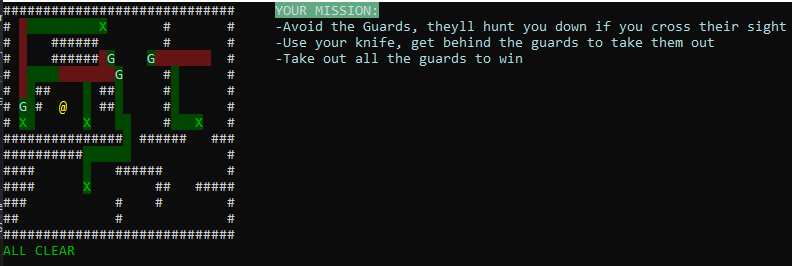 ############################# YOUR MISSION:
#           X       #       # -Avoid the Guards, theyll hunt you down if you cross their sight
#     ######        #       # -Use your knife, get behind the guards to take them out
#     ###### G    G         # -Take out all the guards to win
#             G     #       #
#   ##      ##      #       #
# G #  @    ##      #       #
# X       X         #   X   #
###############  ######   ###
##########                  #
####          ######        #
####      X        ##   #####
###           #    #        #
##            #             #
#############################
ALL CLEAR